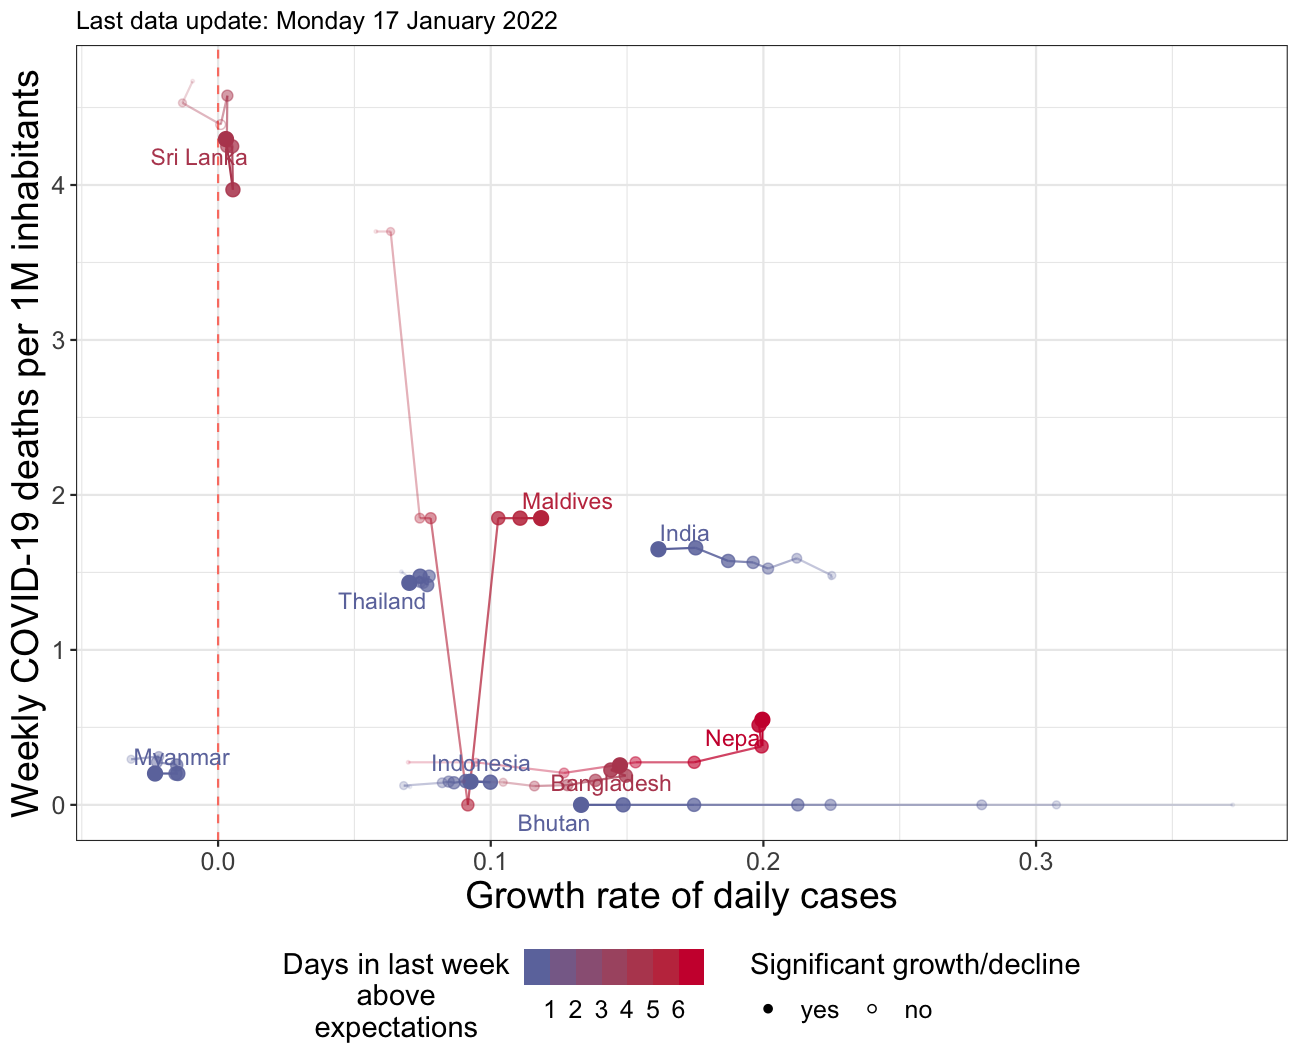 Last data update: Monday 17 January 2022
Weekly COVID-19 deaths per 1M inhabitants
4
3
2
1
0
Sri Lanka
Maldives
India
Thailand
Nepal
Myanmar
Indonesia
Bangladesh
Bhutan
0.0 0.1 0.2 0.3
Growth rate of daily cases
Days in last week
above
expectations
1 2 3 4 5 6
Significant growth/decline
yes no